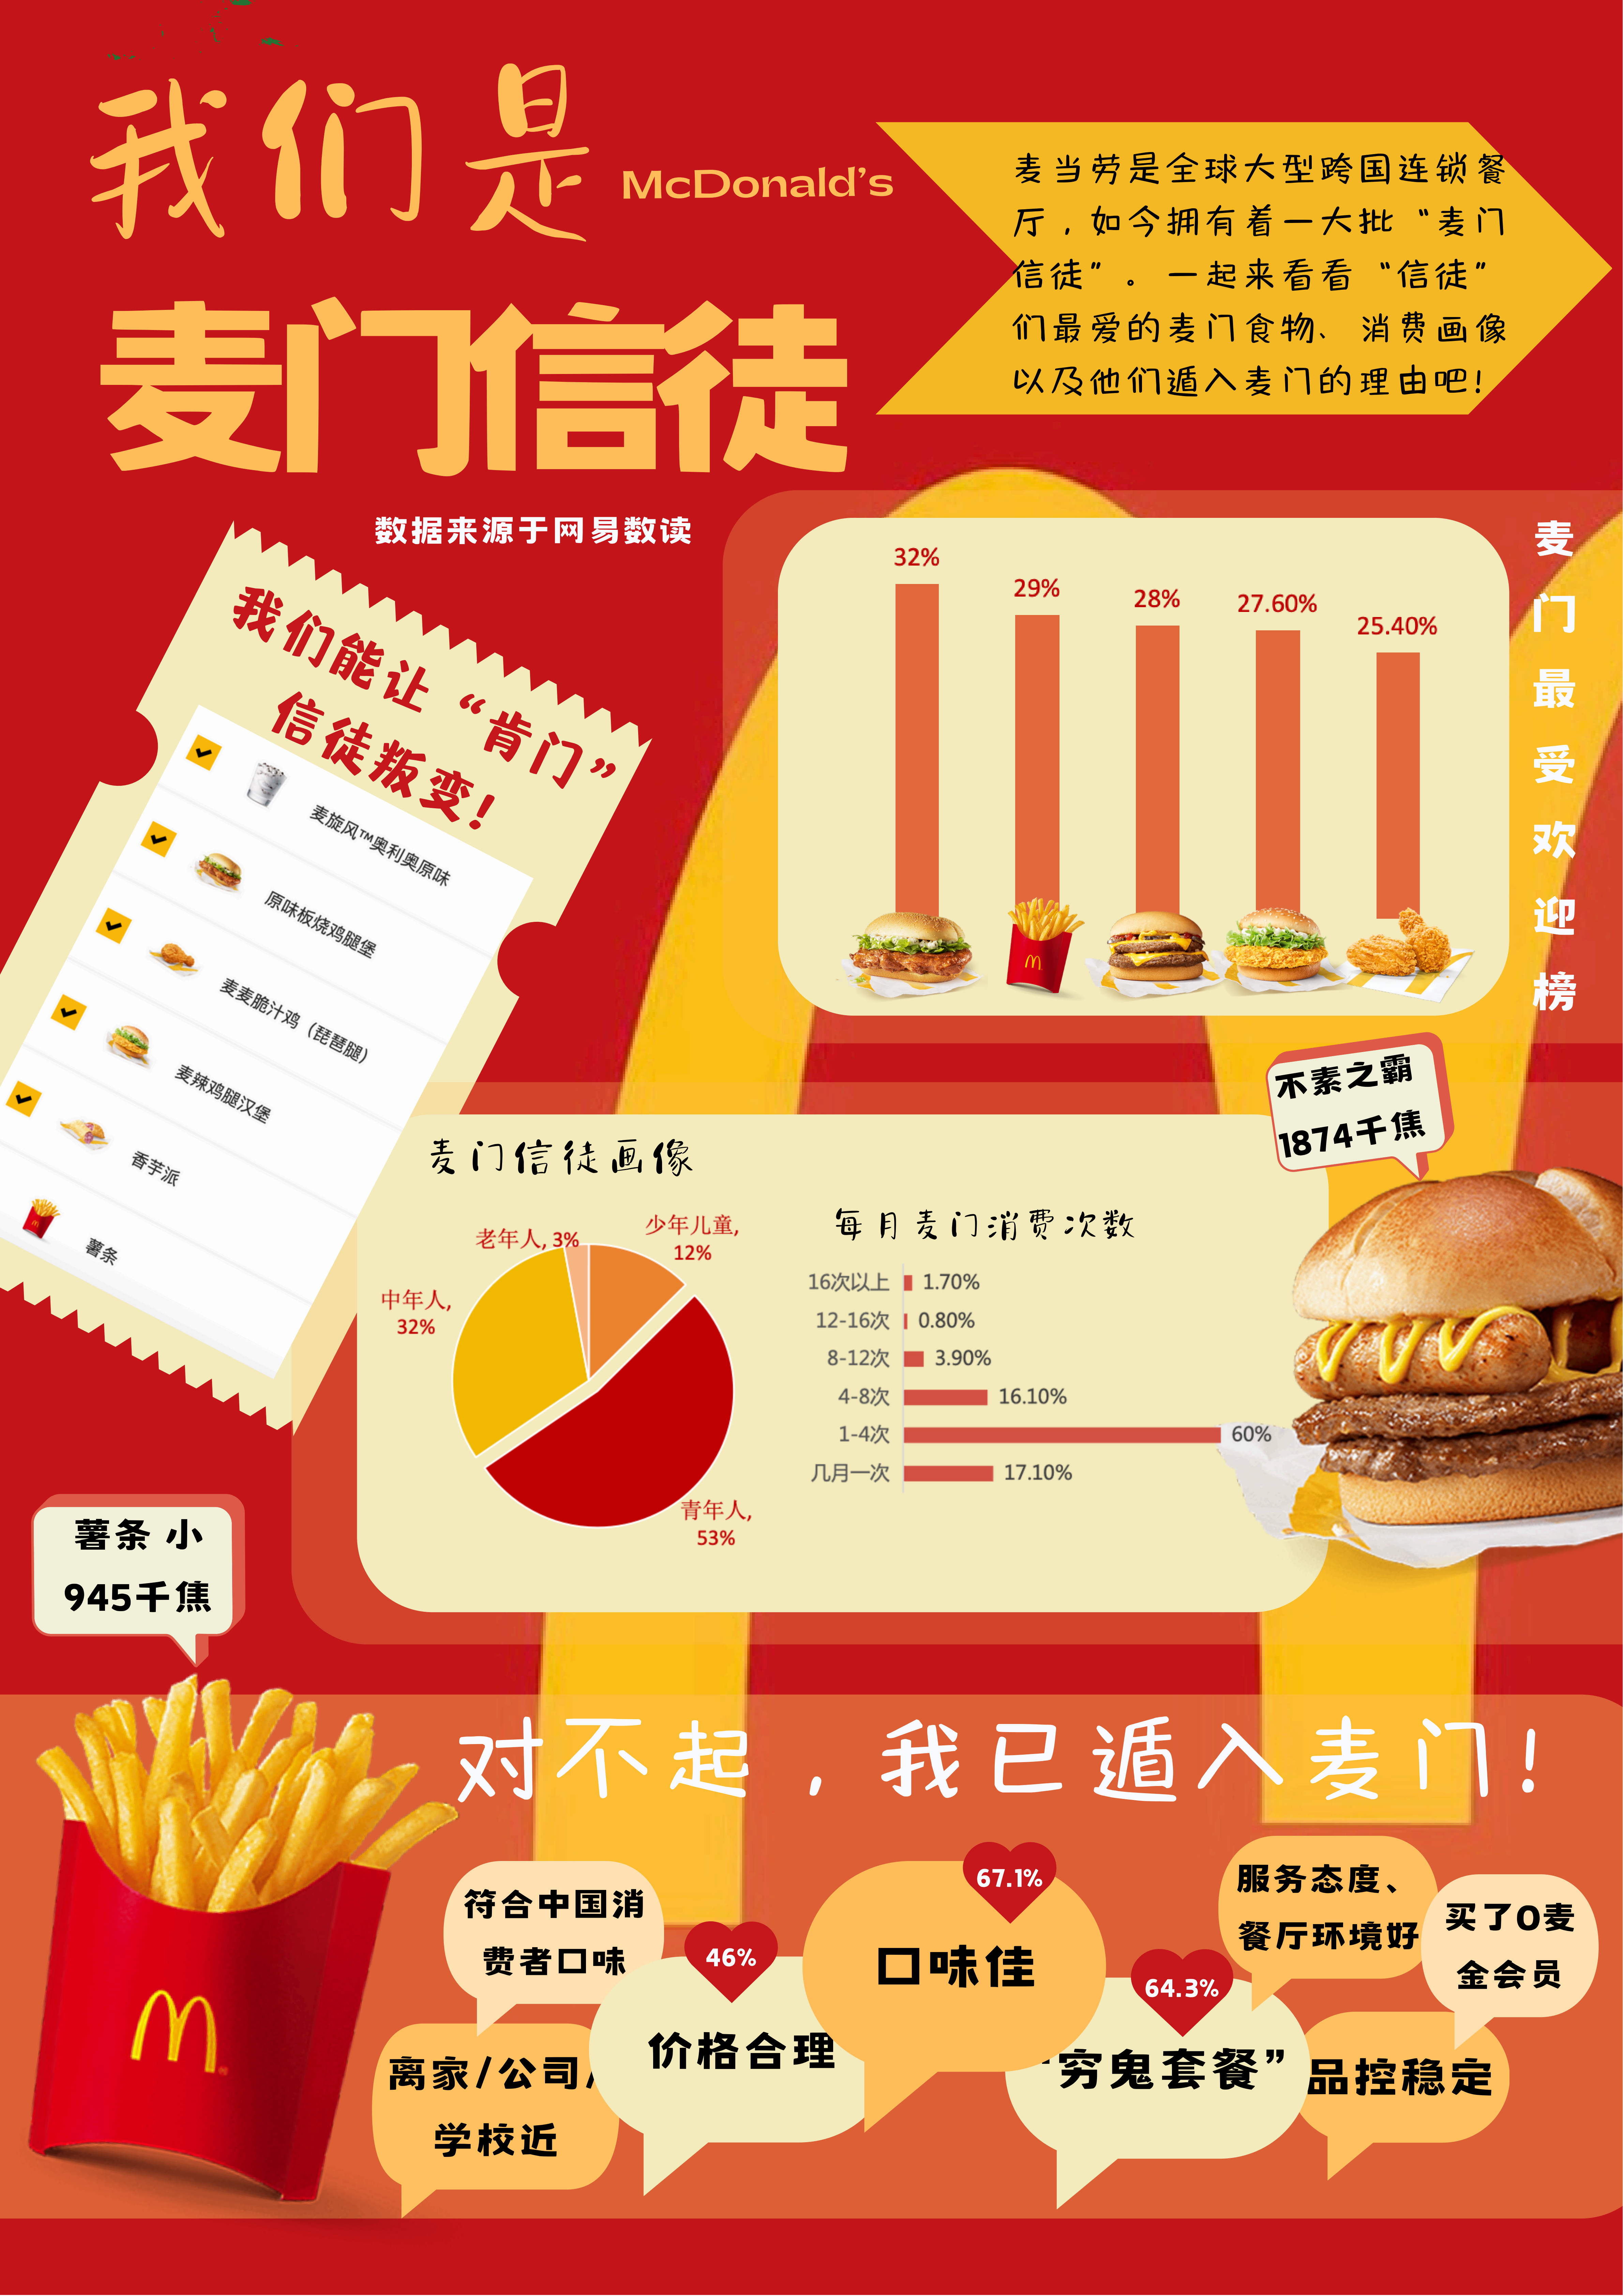 我们是
McDonald's
麦门信徒
麦当劳是全球大型跨国连锁餐
厅，如今拥有着一大批“麦门
信徒”。一起来看看“信徒”
们最爱的麦门食物、消费画像
以及他们遁入麦门的理由吧！
数据来源于网易数读
我们能让“肯门”
信徒叛变！
麦旋风™奥利奥原味
原味板烧鸡腿堡
麦麦脆汁鸡（琵琶腿）
麦辣鸡腿汉堡
香芋派
薯条
32%
29%
28%
27.60%
25.40%
麦门最受欢迎榜
不素之霸
1874千焦
麦门信徒画像
老年人, 3%
少年儿童,
12%
中年人,
32%
青年人,
53%
每月麦门消费次数
16次以上 1.70%
12-16次 0.80%
8-12次 3.90%
4-8次 16.10%
1-4次 60%
几月一次 17.10%
薯条 小
945千焦
对不起，我已遁入麦门！
符合中国消
费者口味
46%
价格合理
67.1%
口味佳
64.3%
“穷鬼套餐”
服务态度、
餐厅环境好
买了O麦
金会员
离家/公司/
学校近
品控稳定